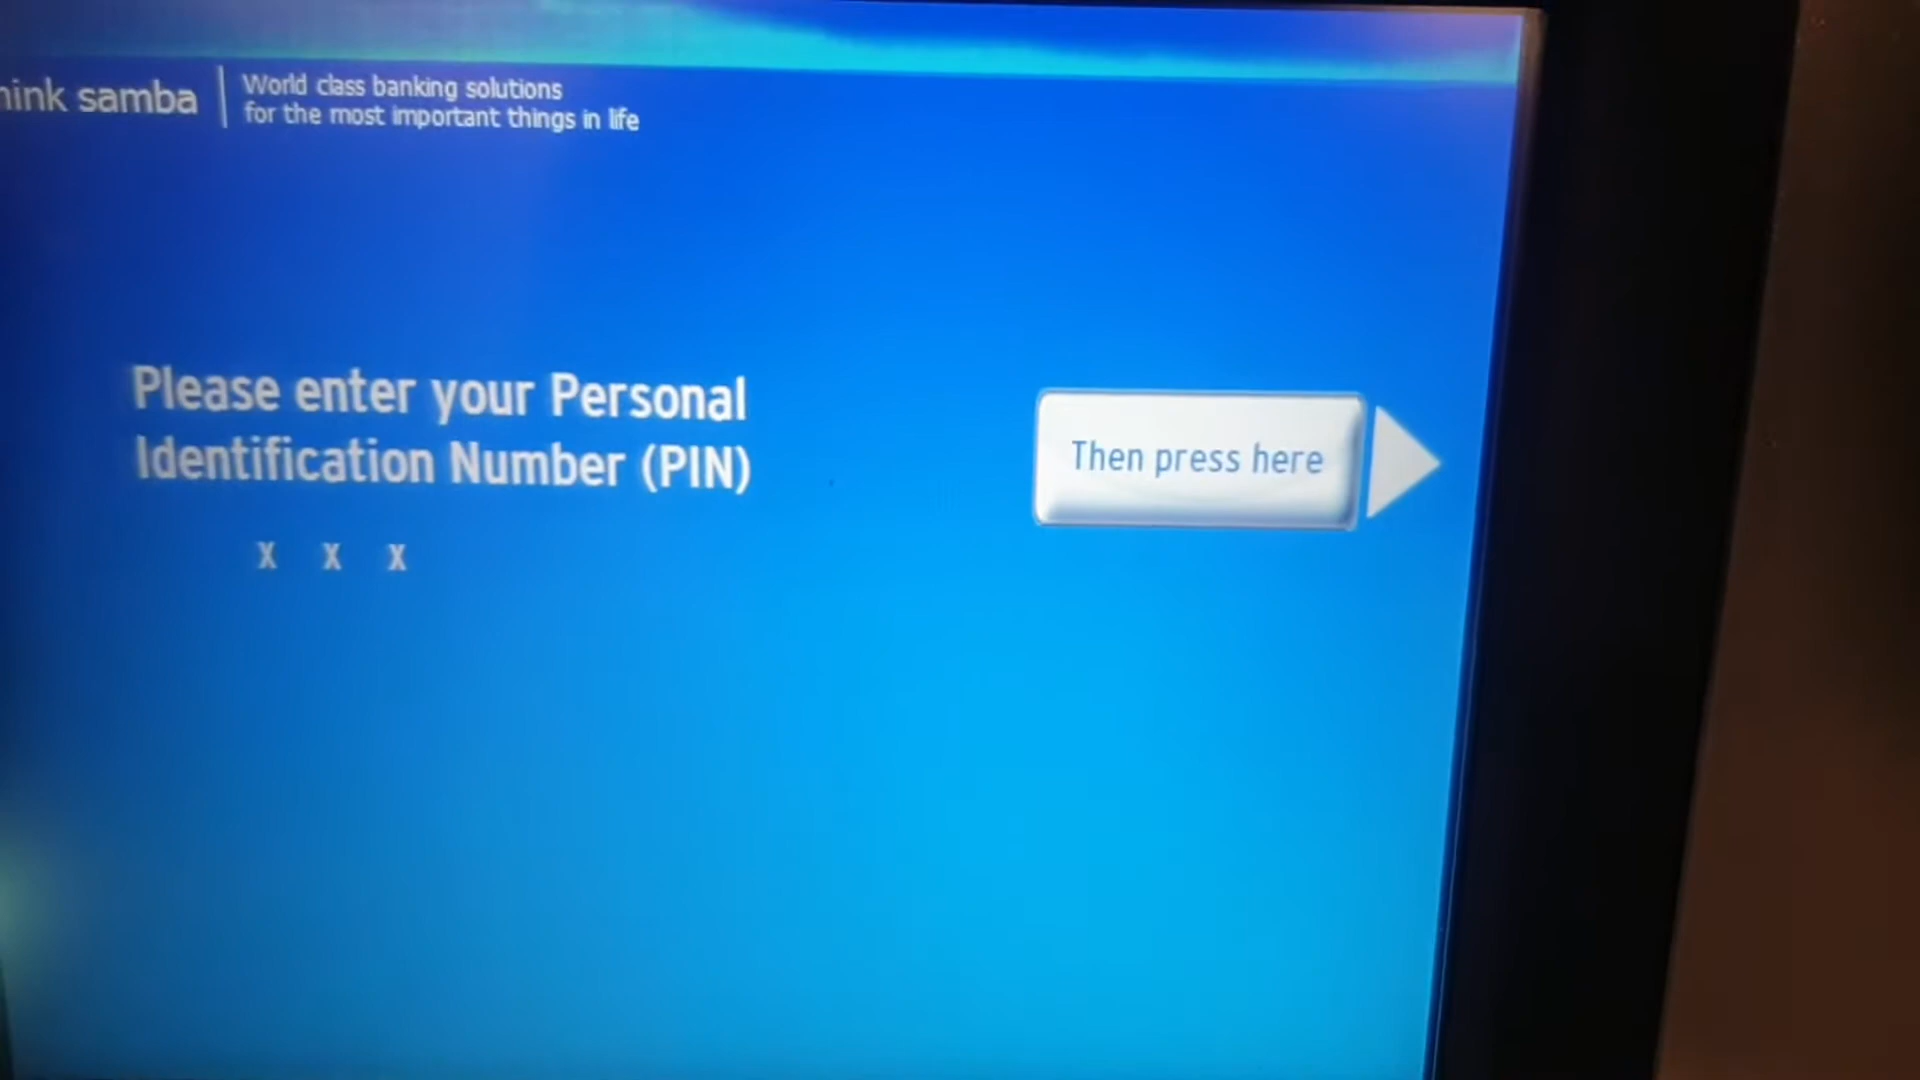 hink samba
World class banking solutions
for the most important things in life
Please enter your Personal
Identification Number (PIN)
Then press here
X X X